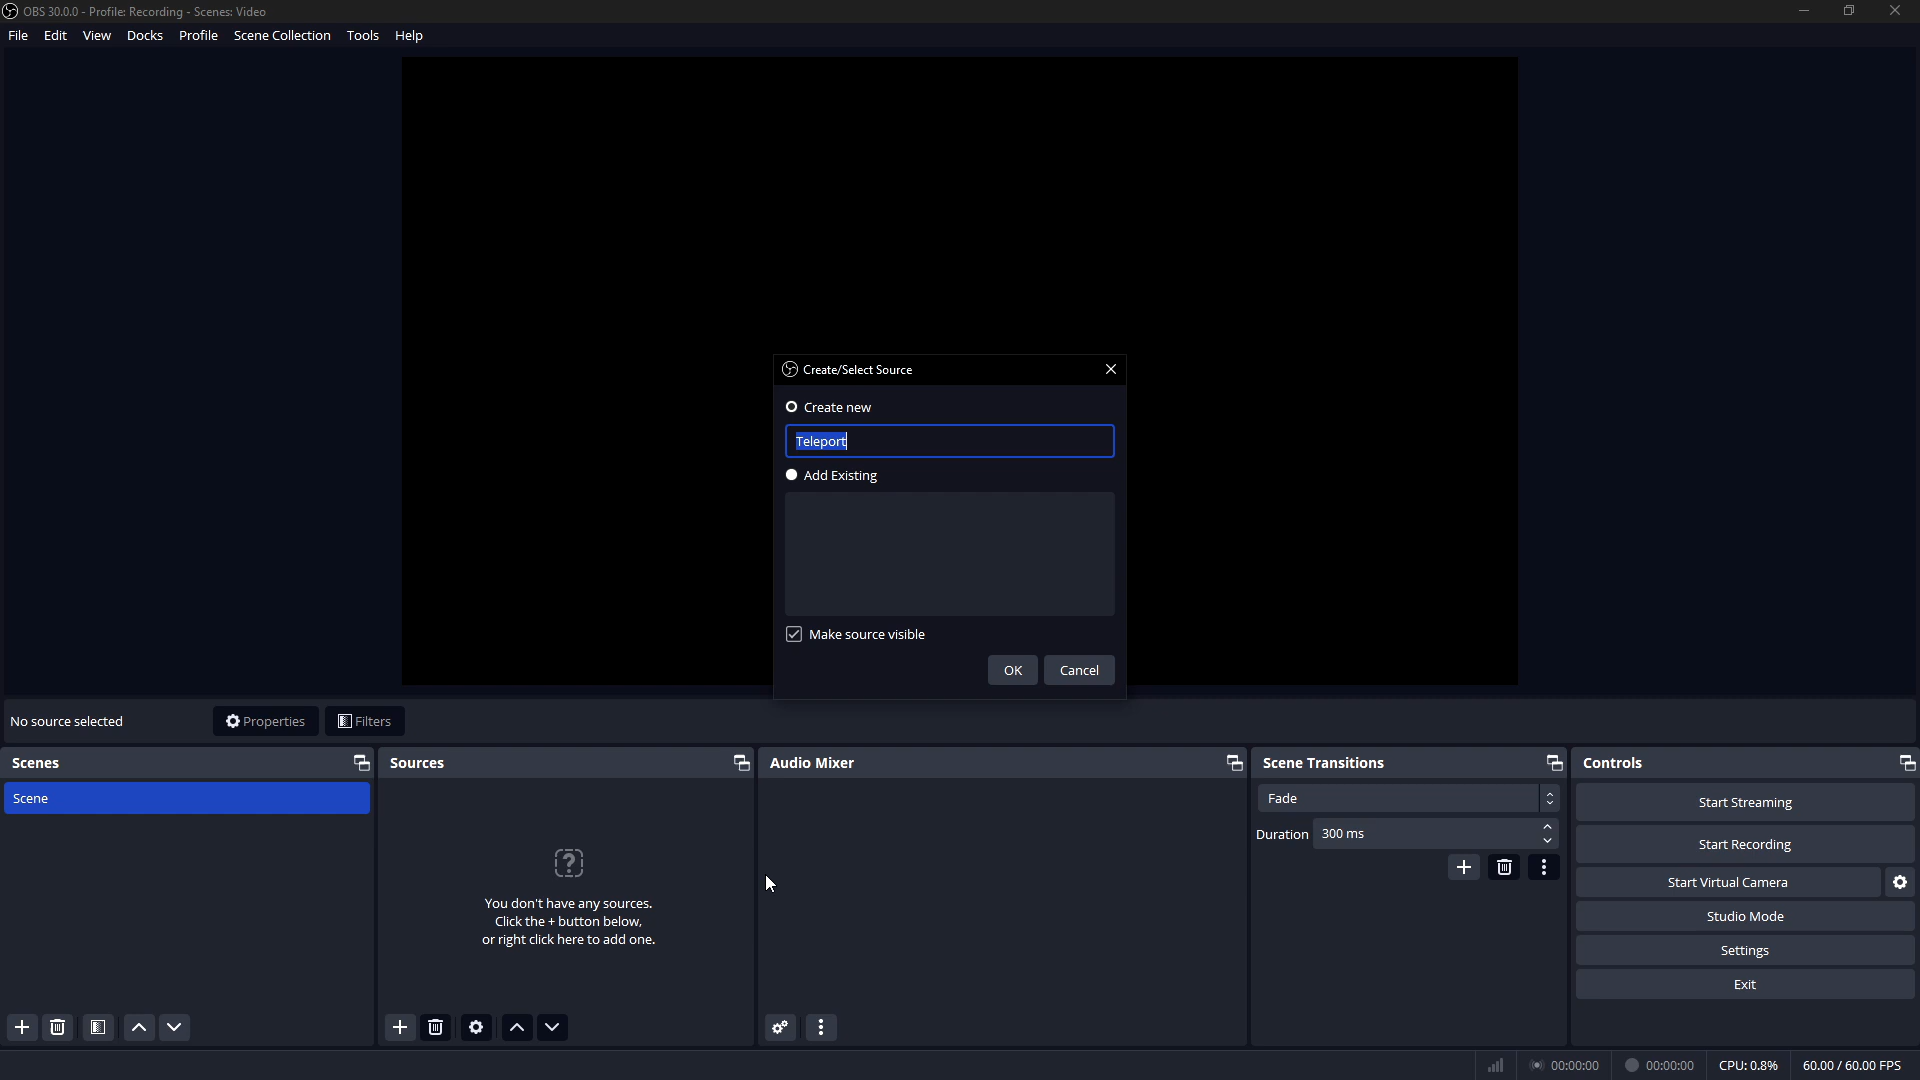 OBS 30.0.0 - Profile: Recording - Scenes: Video
File Edit View Docks Profile Scene Collection Tools Help
Create/Select Source
Create new
Teleport
Add Existing
Make source visible
OK Cancel
No source selected Properties Filters
Scenes Sources Audio Mixer Scene Transitions Controls
Scene
Fade
Duration 300 ms
You don't have any sources.
Click the + button below,
or right click here to add one.
Start Streaming
Start Recording
Start Virtual Camera
Studio Mode
Settings
Exit
00:00:00 00:00:00 CPU: 0.8% 60.00 / 60.00 FPS